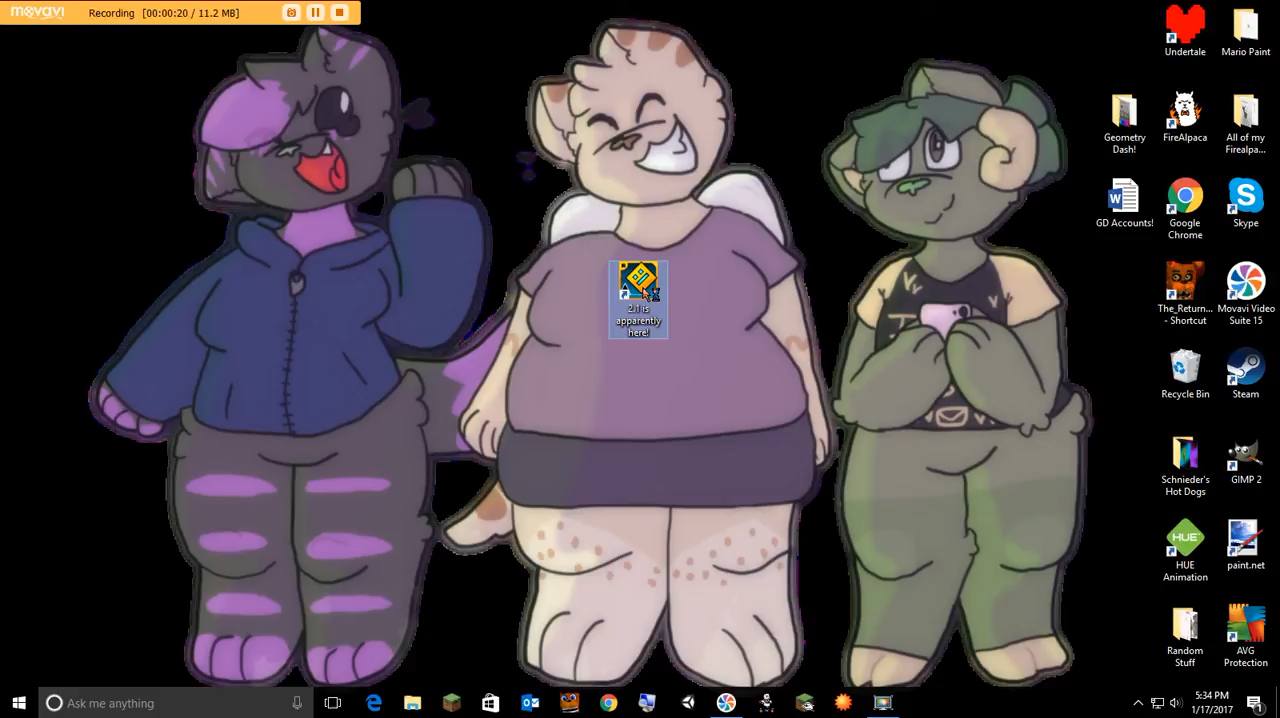 movavi
Recording [00:00:20 / 11.2 MB]
Undertale
Mario Paint
Geometry
Dash!
FireAlpaca
All of my
Firealpa...
GD Accounts!
Google
Chrome
Skype
2.1 is
apparently
here!
The_Return...
- Shortcut
Movavi Video
Suite 15
Recycle Bin
Steam
Schnieder's
Hot Dogs
GIMP 2
HUE
HUE
Animation
paint.net
Random
Stuff
AVG
Protection
Ask me anything
5:34 PM
1/17/2017
1